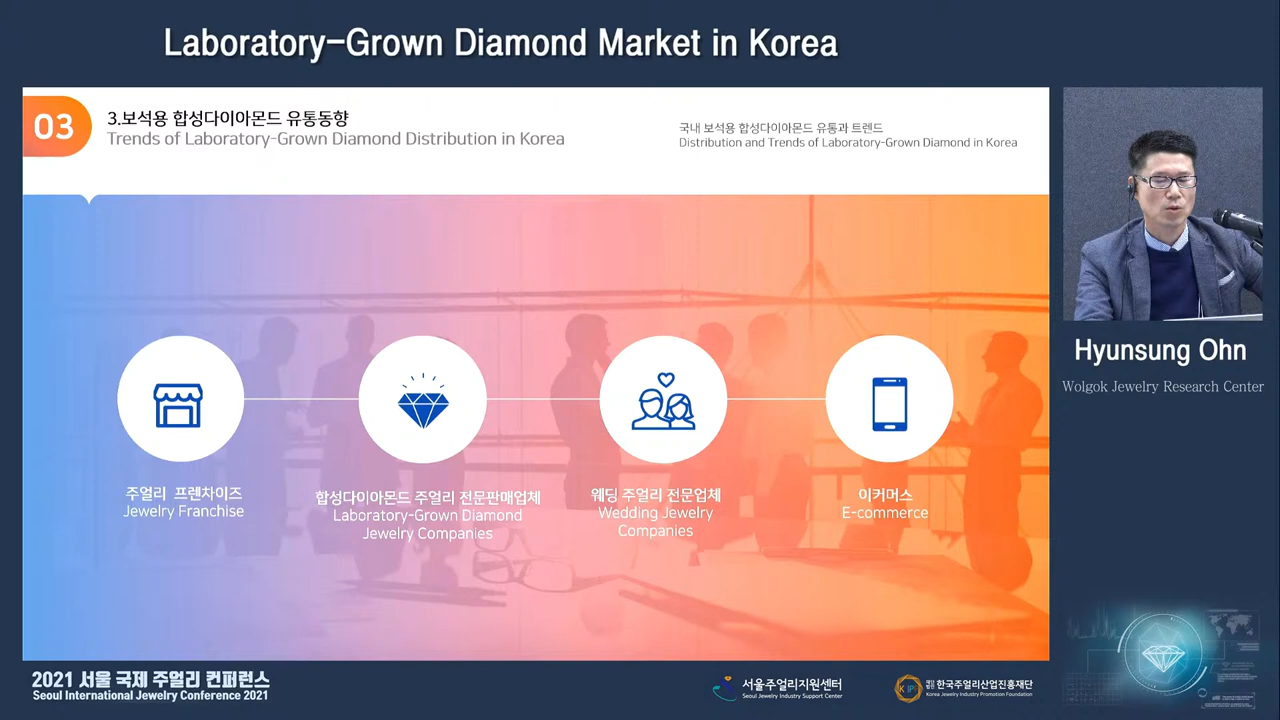 Laboratory-Grown Diamond Market in Korea
03
3.보석용 합성다이아몬드 유통동향
Trends of Laboratory-Grown Diamond Distribution in Korea
국내 보석용 합성다이아몬드 유통과 트렌드
Distribution and Trends of Laboratory-Grown Diamond in Korea
주얼리 프렌차이즈
Jewelry Franchise
합성다이아몬드 주얼리 전문판매업체
Laboratory-Grown Diamond
Jewelry Companies
웨딩 주얼리 전문업체
Wedding Jewelry
Companies
이커머스
E-commerce
Hyunsung Ohn
Wolgok Jewelry Research Center
2021 서울 국제 주얼리 컨퍼런스
Seoul International Jewelry Conference 2021
서울주얼리지원센터
Seoul Jewelry Industry Support Center
재단법인 한국주얼리산업진흥재단
Korea Jewelry Industry Promotion Foundation